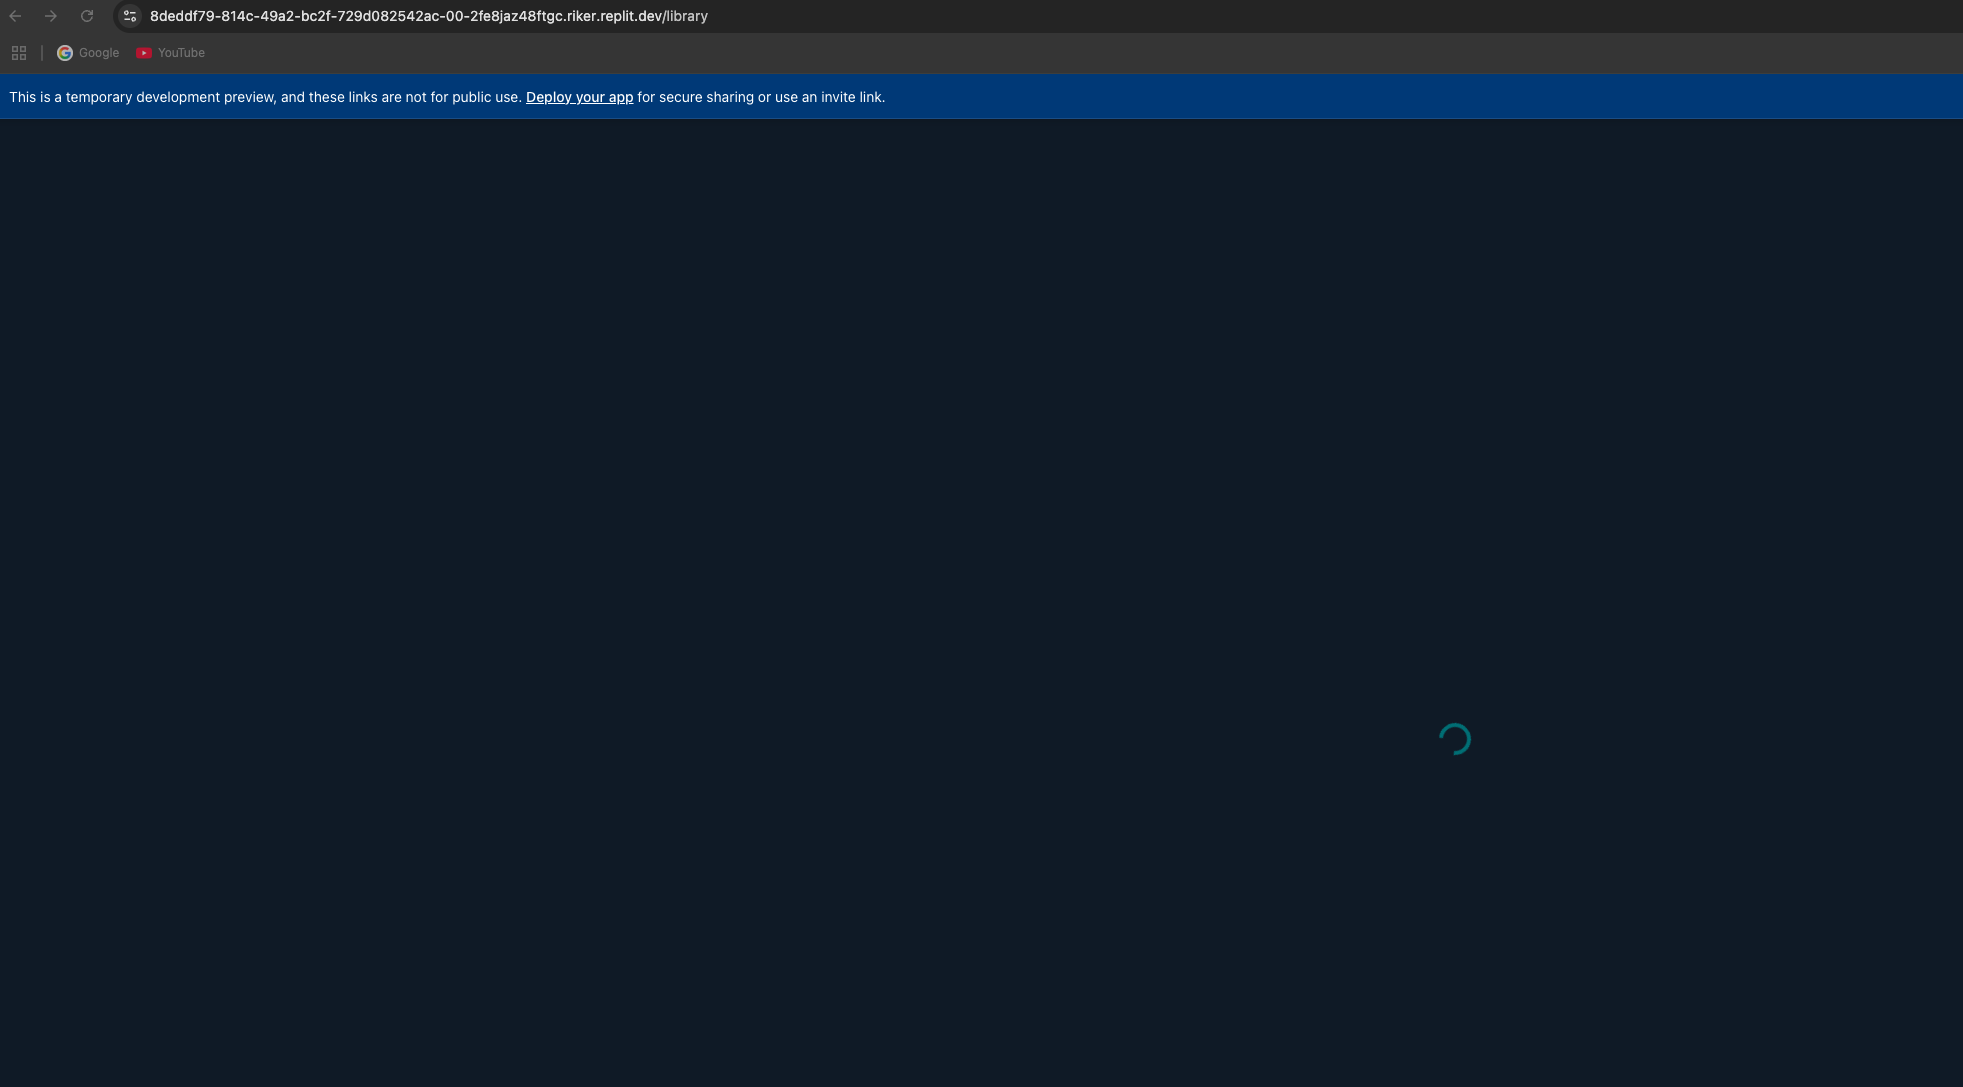 8deddf79-814c-49a2-bc2f-729d082542ac-00-2fe8jaz48ftgc.riker.replit.dev/library
Google YouTube
This is a temporary development preview, and these links are not for public use. Deploy your app for secure sharing or use an invite link.